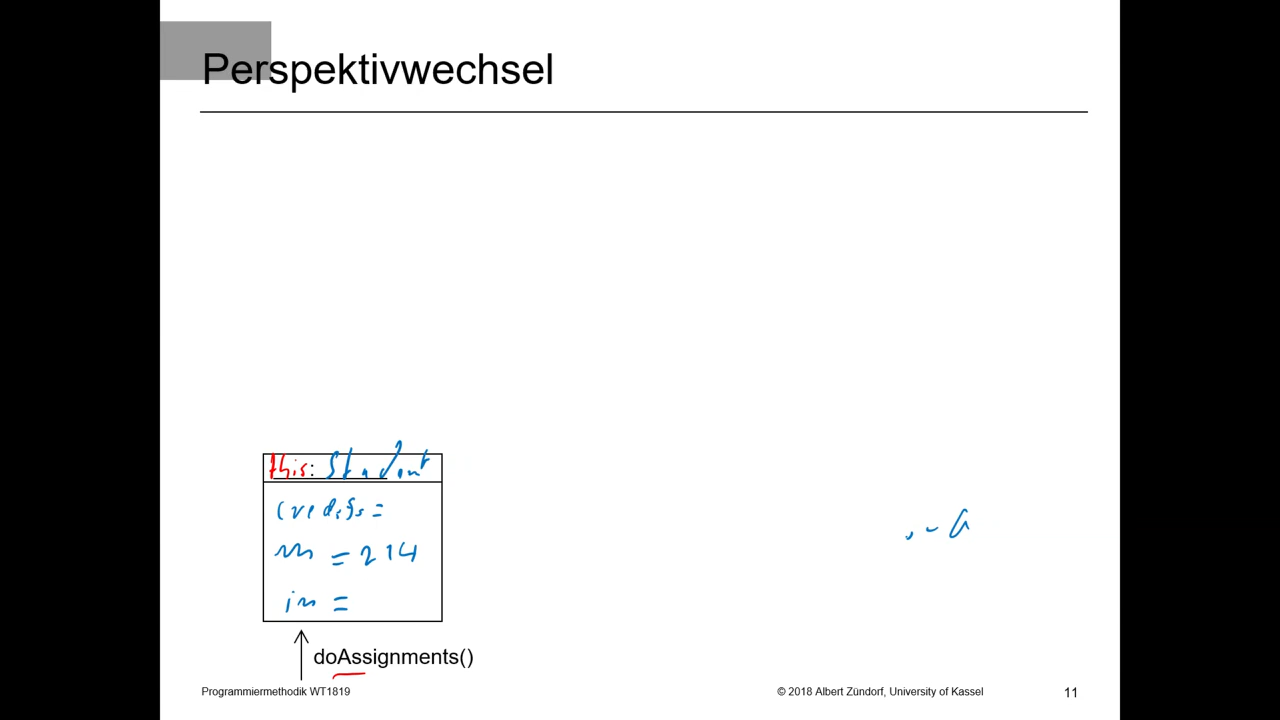 Perspektivwechsel
this: Student
credits =
m = 214
in =
doAssignments()
Programmiermethodik WT1819
© 2018 Albert Zündorf, University of Kassel
11